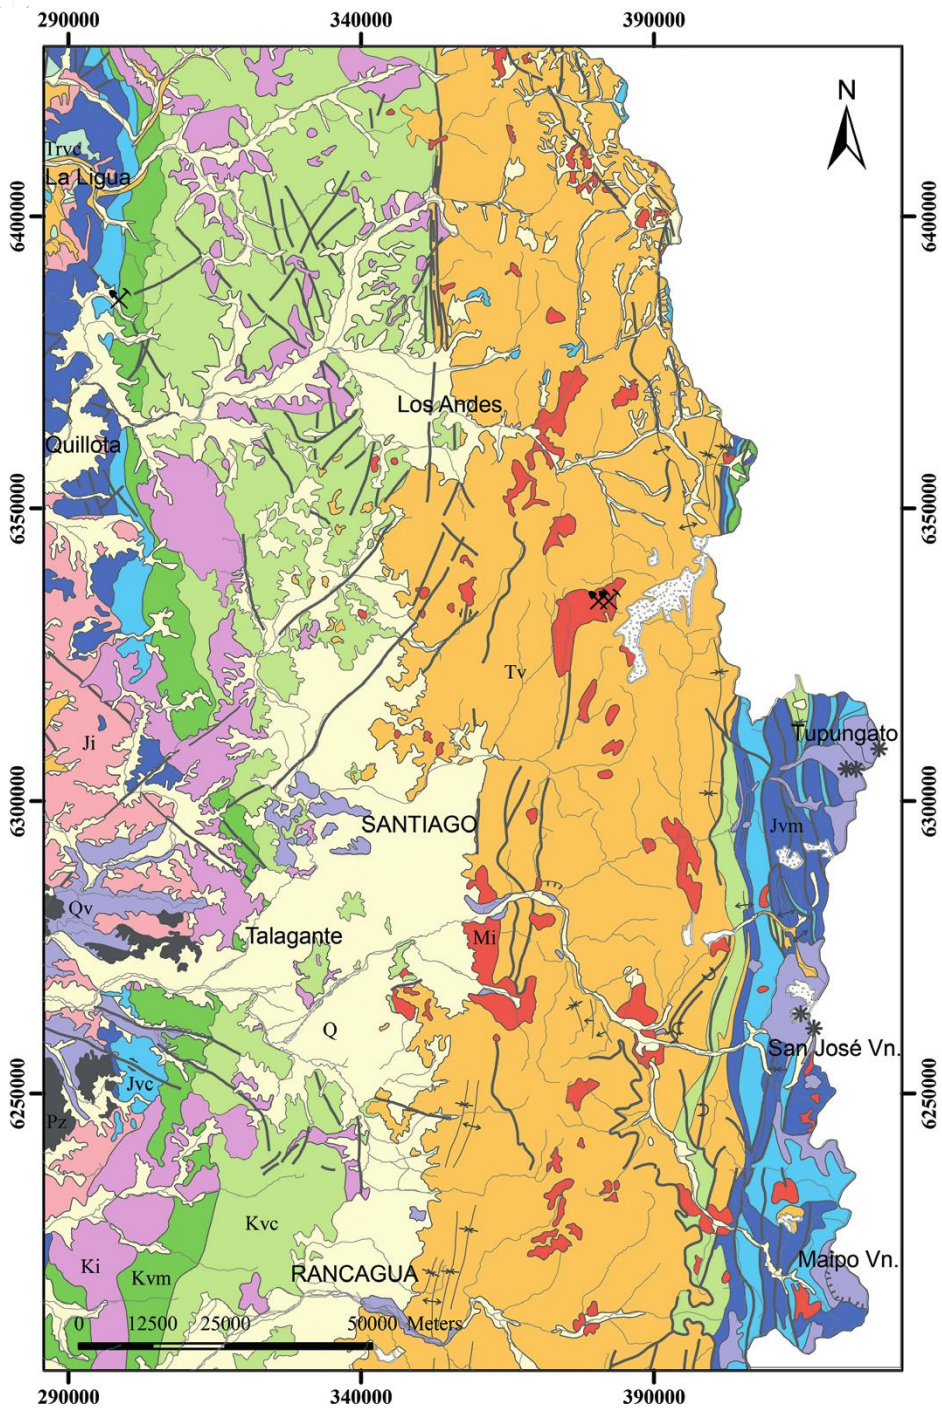 290000 340000 390000
N
Trvc
La Ligua
6400000 6400000
Los Andes
Quillota
6350000 6350000
Tv
Ji
Tupungato
6300000 6300000
SANTIAGO
Jvm
Qv
Talagante
Mi
Q
San José Vn.
Jvc
6250000 6250000
Pz
Kvc
Ki
Kvm
RANCAGUA
Maipo Vn.
0 12500 25000 50000 Meters
290000 340000 390000